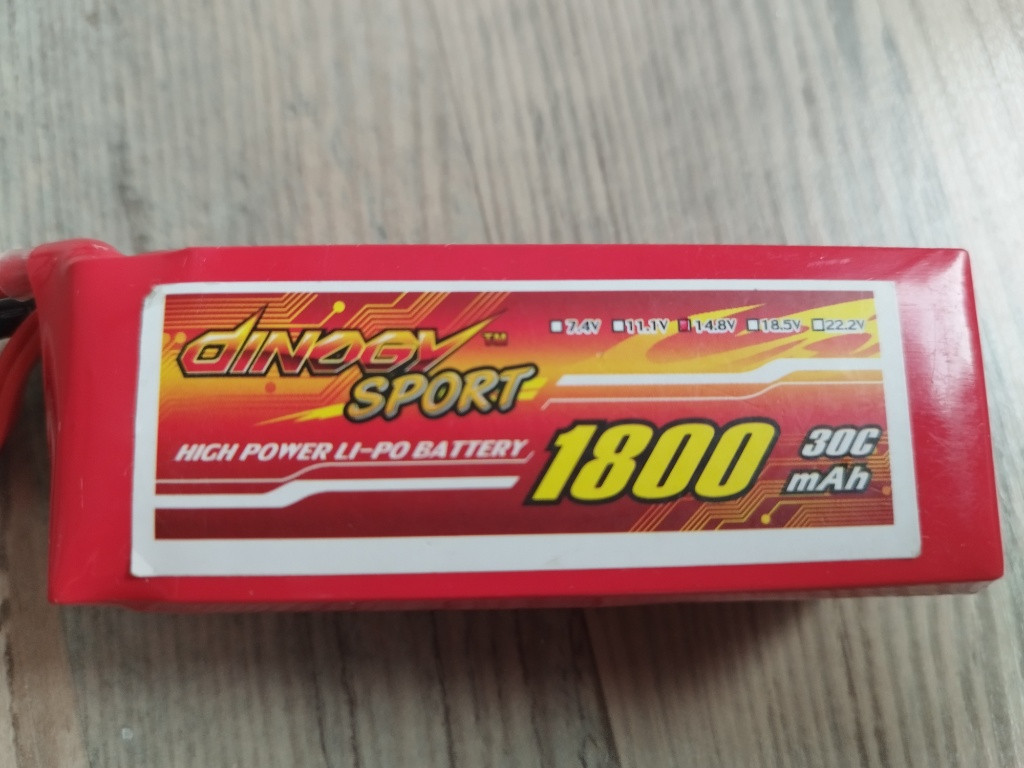 DINOGY™
SPORT
7.4V 11.1V 14.8V 18.5V 22.2V
HIGH POWER LI-PO BATTERY
1800 30C
mAh